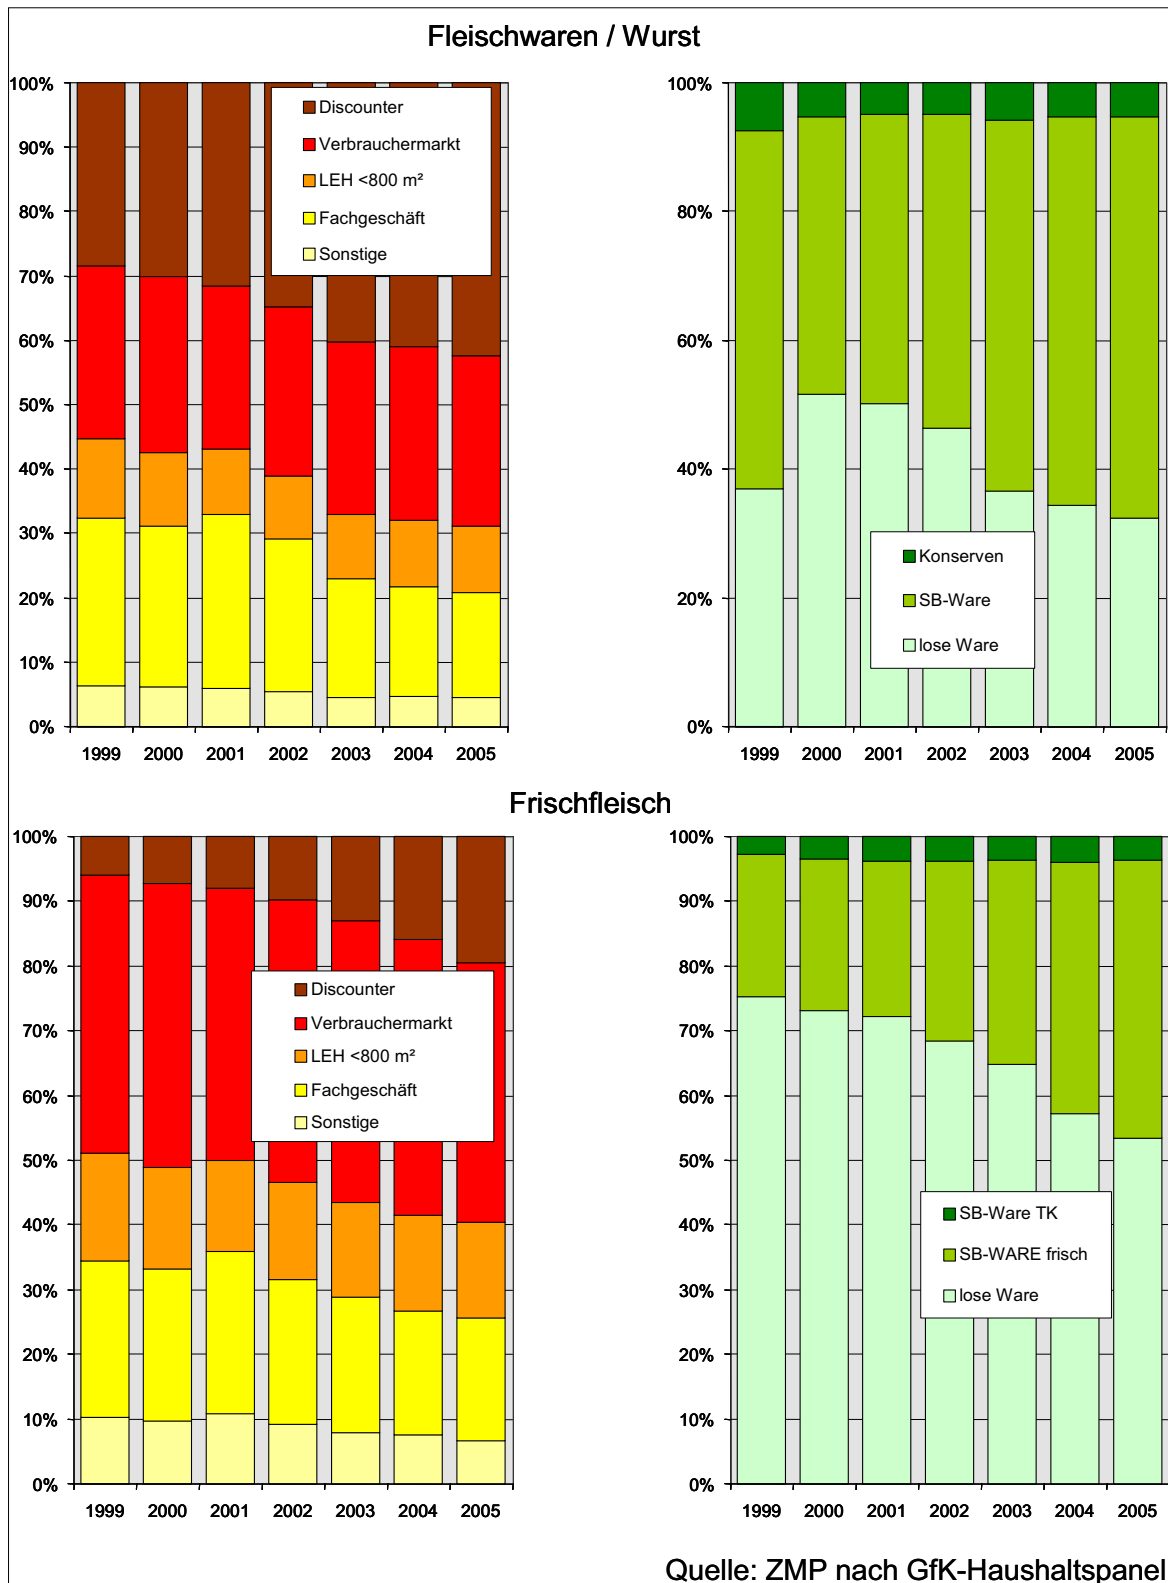 Fleischwaren / Wurst
100%
90%
80%
70%
60%
50%
40%
30%
20%
10%
0%
Discounter
Verbrauchermarkt
LEH <800 m²
Fachgeschäft
Sonstige
1999 2000 2001 2002 2003 2004 2005
100%
80%
60%
40%
20%
0%
Konserven
SB-Ware
lose Ware
1999 2000 2001 2002 2003 2004 2005
Frischfleisch
100%
90%
80%
70%
60%
50%
40%
30%
20%
10%
0%
Discounter
Verbrauchermarkt
LEH <800 m²
Fachgeschäft
Sonstige
1999 2000 2001 2002 2003 2004 2005
100%
90%
80%
70%
60%
50%
40%
30%
20%
10%
0%
SB-Ware TK
SB-WARE frisch
lose Ware
1999 2000 2001 2002 2003 2004 2005
Quelle: ZMP nach GfK-Haushaltspanel